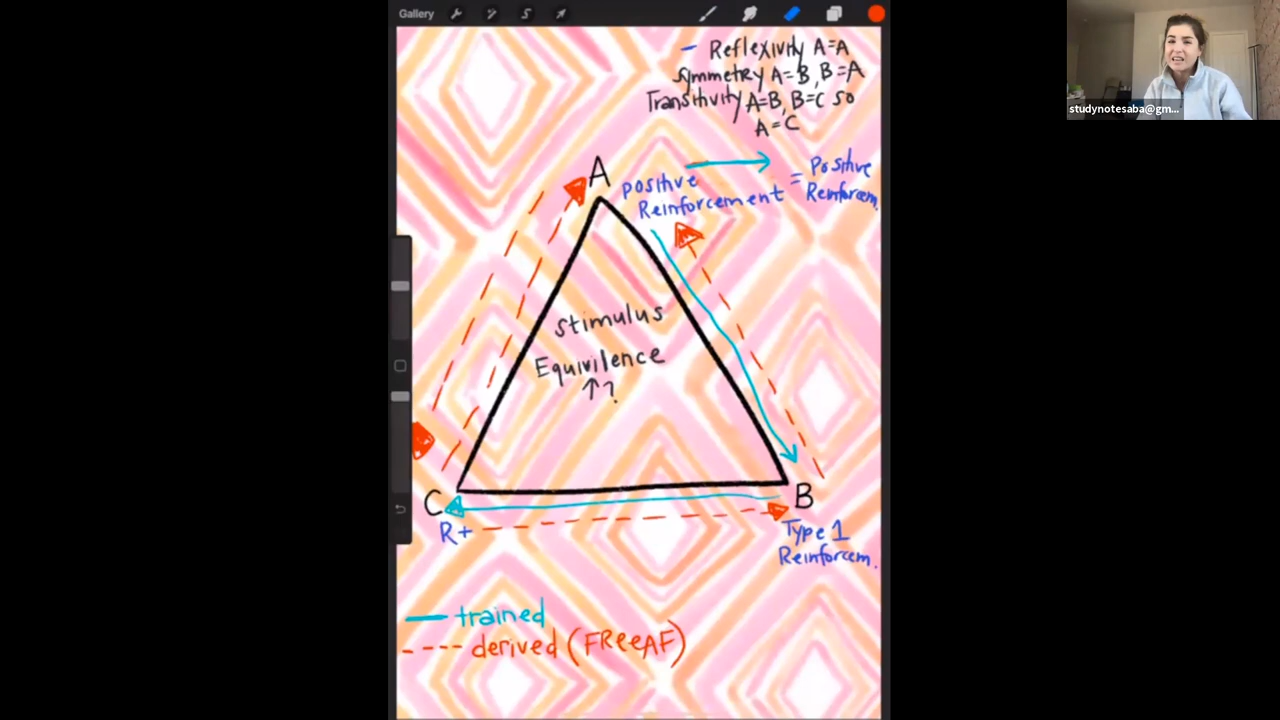 Gallery
studynotesaba@gm...
– Reflexivity A=A
Symmetry A=B, B=A
Transitivity A=B, B=C so
A=C
A
positive
Reinforcement
= Positive
Reinforcem.
Stimulus
Equivilence
↑?
C
R+
B
Type 1
Reinforcem.
— trained
---- derived (FReeAF)